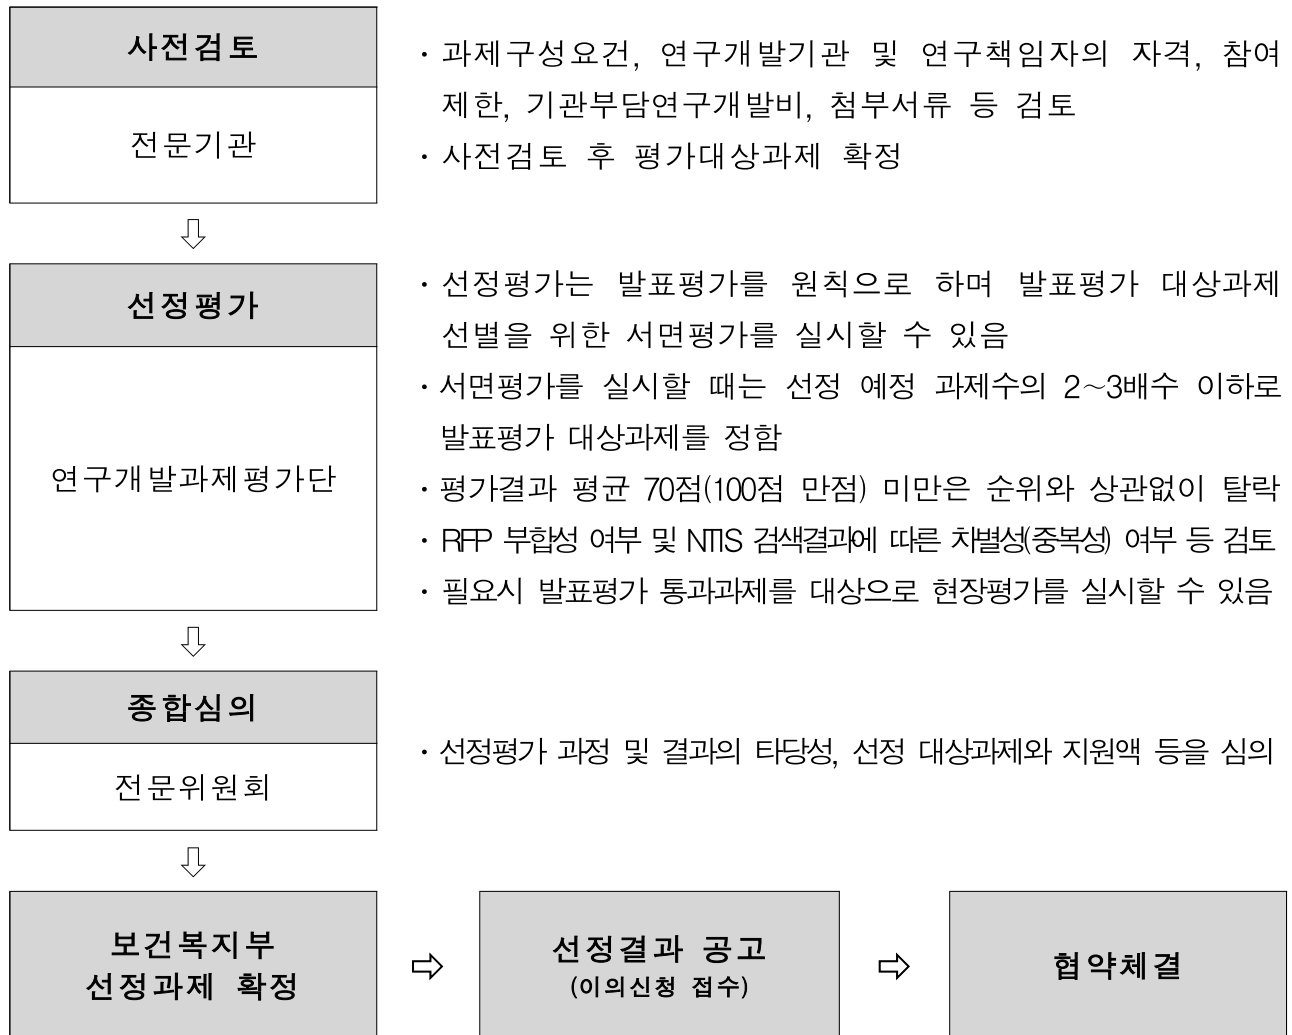 사전검토
전문기관
· 과제구성요건, 연구개발기관 및 연구책임자의 자격, 참여
제한, 기관부담연구개발비, 첨부서류 등 검토
· 사전검토 후 평가대상과제 확정
⇩
선정평가
연구개발과제평가단
· 선정평가는 발표평가를 원칙으로 하며 발표평가 대상과제
선별을 위한 서면평가를 실시할 수 있음
· 서면평가를 실시할 때는 선정 예정 과제수의 2~3배수 이하로
발표평가 대상과제를 정함
· 평가결과 평균 70점(100점 만점) 미만은 순위와 상관없이 탈락
· RFP 부합성 여부 및 NTIS 검색결과에 따른 차별성(중복성) 여부 등 검토
· 필요시 발표평가 통과과제를 대상으로 현장평가를 실시할 수 있음
⇩
종합심의
전문위원회
· 선정평가 과정 및 결과의 타당성, 선정 대상과제와 지원액 등을 심의
⇩
보건복지부
선정과제 확정
⇨
선정결과 공고
(이의신청 접수)
⇨
협약체결